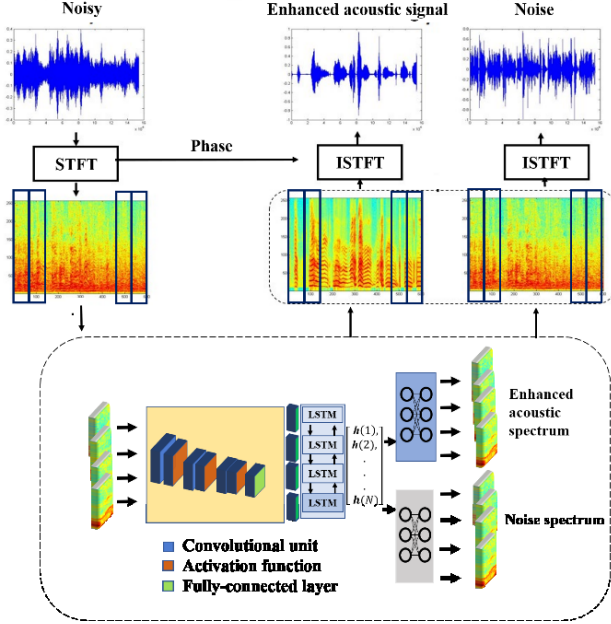 Noisy
Enhanced acoustic signal
Noise
STFT
Phase
ISTFT
ISTFT
LSTM
LSTM
LSTM
LSTM
h(1),
h(2),
.
.
.
h(N)
Enhanced
acoustic
spectrum
Noise spectrum
Convolutional unit
Activation function
Fully-connected layer